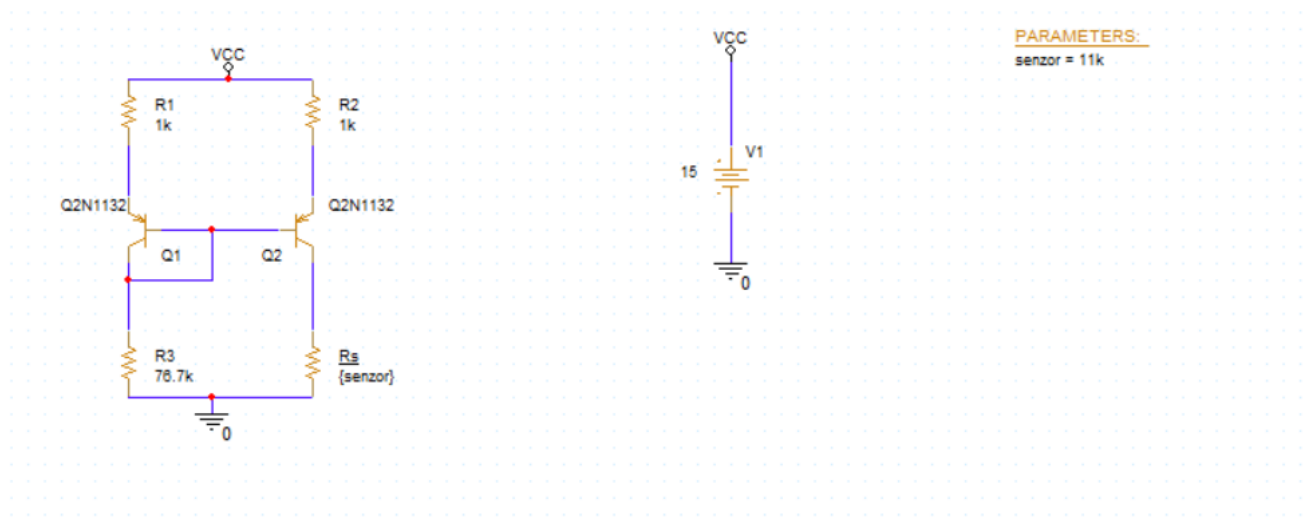 VCC
R1
1k
R2
1k
Q2N1132
Q2N1132
Q1
Q2
R3
76.7k
Rs
{senzor}
0
VCC
V1
15
0
PARAMETERS:
senzor = 11k